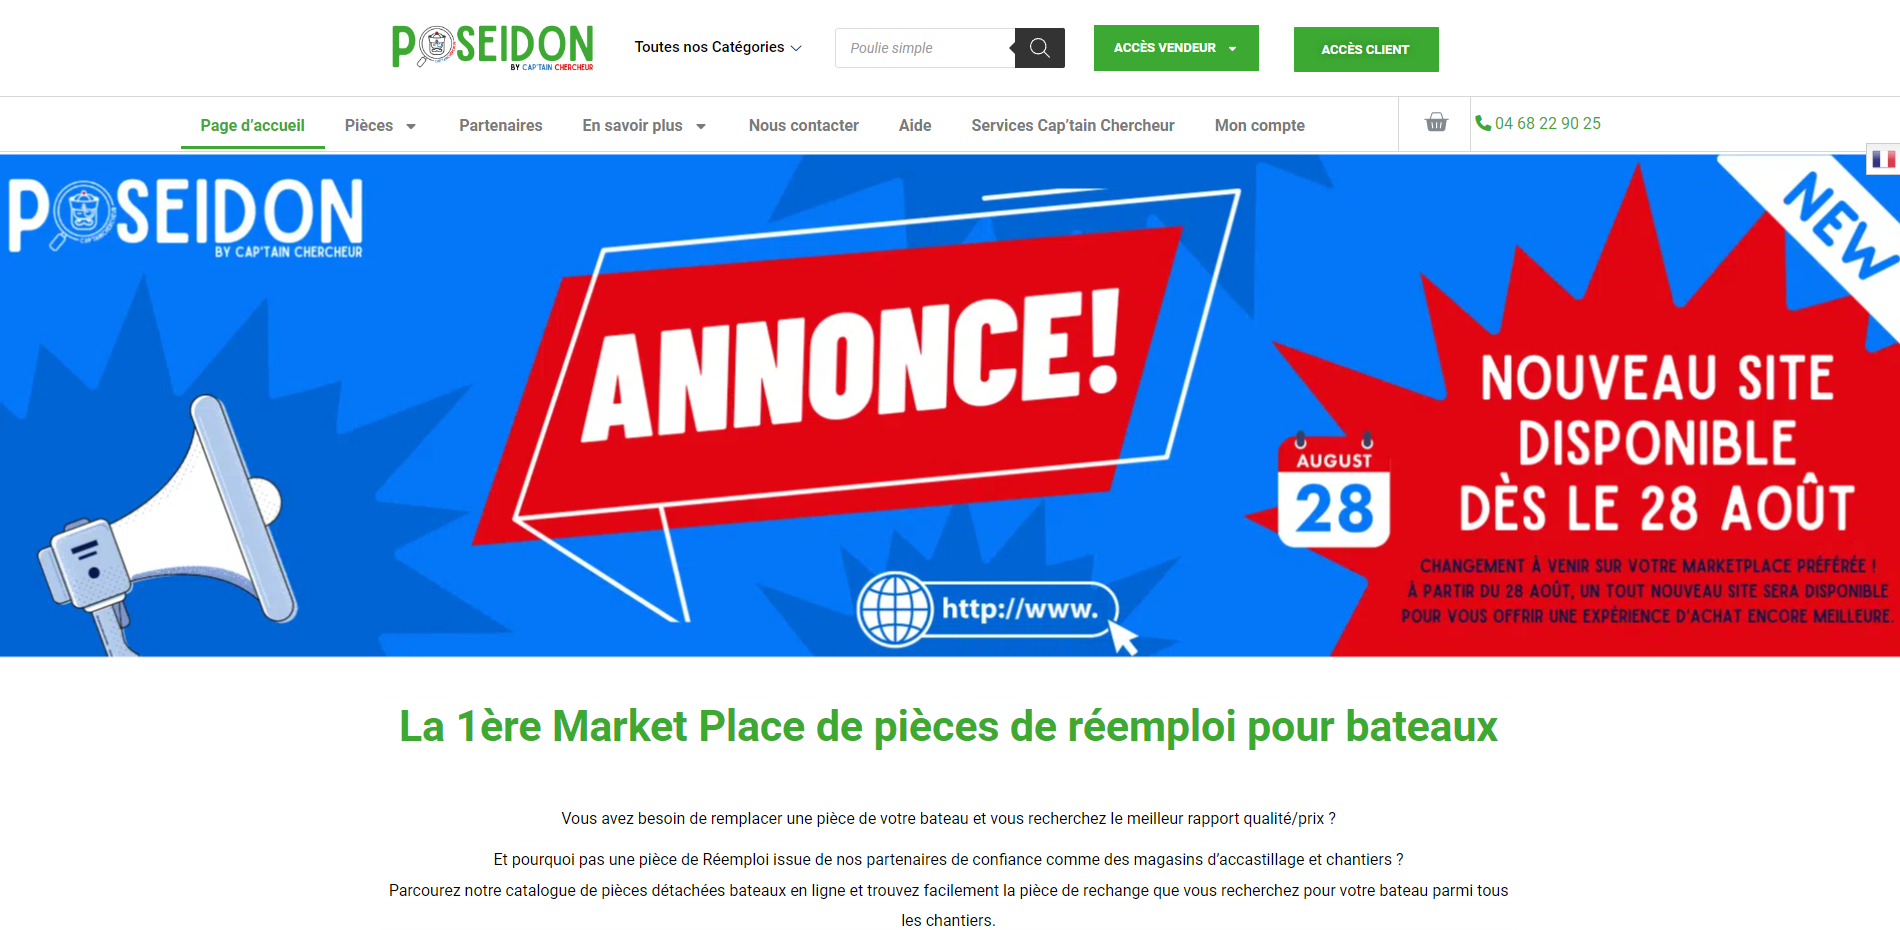 POSEIDON
BY CAP'TAIN CHERCHEUR
Toutes nos Catégories
Poulie simple
ACCÈS VENDEUR
ACCÈS CLIENT
Page d'accueil
Pièces
Partenaires
En savoir plus
Nous contacter
Aide
Services Cap'tain Chercheur
Mon compte
04 68 22 90 25
POSEIDON
BY CAP'TAIN CHERCHEUR
NEW
ANNONCE!
NOUVEAU SITE
DISPONIBLE
DÈS LE 28 AOÛT
AUGUST
28
CHANGEMENT À VENIR SUR VOTRE MARKETPLACE PRÉFÉRÉE !
À PARTIR DU 28 AOÛT, UN TOUT NOUVEAU SITE SERA DISPONIBLE
POUR VOUS OFFRIR UNE EXPÉRIENCE D'ACHAT ENCORE MEILLEURE.
http://www.
La 1ère Market Place de pièces de réemploi pour bateaux
Vous avez besoin de remplacer une pièce de votre bateau et vous recherchez le meilleur rapport qualité/prix ?
Et pourquoi pas une pièce de Réemploi issue de nos partenaires de confiance comme des magasins d'accastillage et chantiers ?
Parcourez notre catalogue de pièces détachées bateaux en ligne et trouvez facilement la pièce de rechange que vous recherchez pour votre bateau parmi tous
les chantiers.